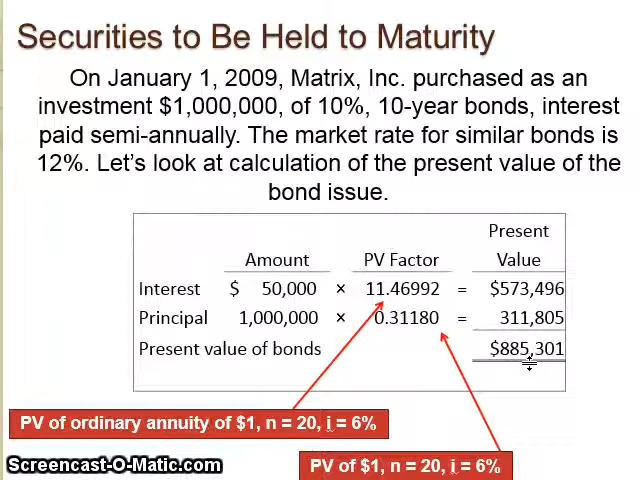 Securities to Be Held to Maturity
On January 1, 2009, Matrix, Inc. purchased as an
investment $1,000,000, of 10%, 10-year bonds, interest
paid semi-annually. The market rate for similar bonds is
12%. Let's look at calculation of the present value of the
bond issue.
Present
Amount PV Factor Value
Interest $ 50,000 × 11.46992 = $573,496
Principal 1,000,000 × 0.31180 = 311,805
Present value of bonds $885,301
PV of ordinary annuity of $1, n = 20, i = 6%
PV of $1, n = 20, i = 6%
Screencast-O-Matic.com